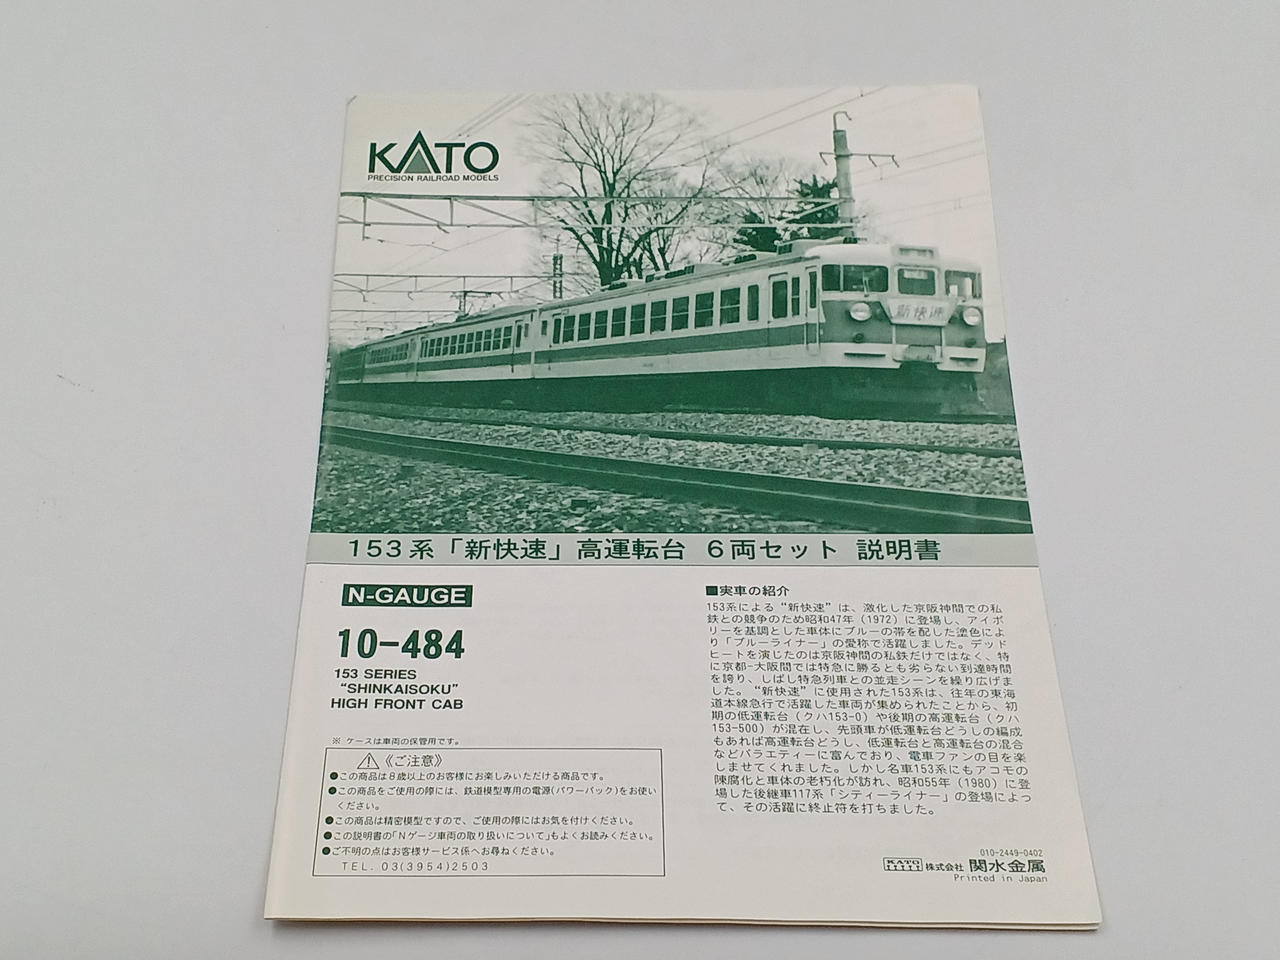 KATO
PRECISION RAILROAD MODELS
新快速
153系「新快速」高運転台 6両セット 説明書
N-GAUGE
10-484
153 SERIES
“SHINKAISOKU”
HIGH FRONT CAB
※ ケースは車両の保管用です。
⚠《ご注意》
●この商品は8歳以上のお客様にお楽しみいただける商品です。
●この商品をご使用の際には、鉄道模型専用の電源(パワーパック)をお使い
ください。
●この商品は精密模型ですので、ご使用の際にはお気を付けください。
●この説明書の「Nゲージ車両の取り扱いについて」もよくお読みください。
●ご不明の点はお客様サービス係へお尋ねください。
TEL. 03(3954)2503
■実車の紹介
153系による“新快速”は、激化した京阪神間での私
鉄との競争のため昭和47年(1972)に登場し、アイボ
リーを基調とした車体にブルーの帯を配した塗色によ
り「ブルーライナー」の愛称で活躍しました。デッド
ヒートを演じたのは京阪神間の私鉄だけではなく、特
に京都-大阪間では特急に勝るとも劣らない到達時間
を誇り、しばし特急列車との並走シーンを繰り広げま
した。“新快速”に使用された153系は、往年の東海
道本線急行で活躍した車両が集められたことから、初
期の低運転台(クハ153-0)や後期の高運転台(クハ
153-500)が混在し、先頭車が低運転台どうしの編成
もあれば高運転台どうし、低運転台と高運転台の混合
などバラエティーに富んでおり、電車ファンの目を楽
しませてくれました。しかし名車153系にもアコモの
陳腐化と車体の老朽化が訪れ、昭和55年(1980)に登
場した後継車117系「シティーライナー」の登場によっ
て、その活躍に終止符を打ちました。
010-2449-0402
KATO 株式会社 関水金属
Printed in Japan